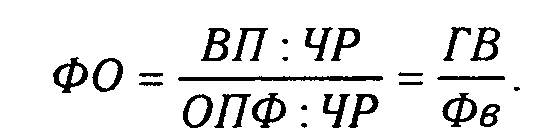 ФО = ВП : ЧР / ОПФ : ЧР = ГВ / Фв .